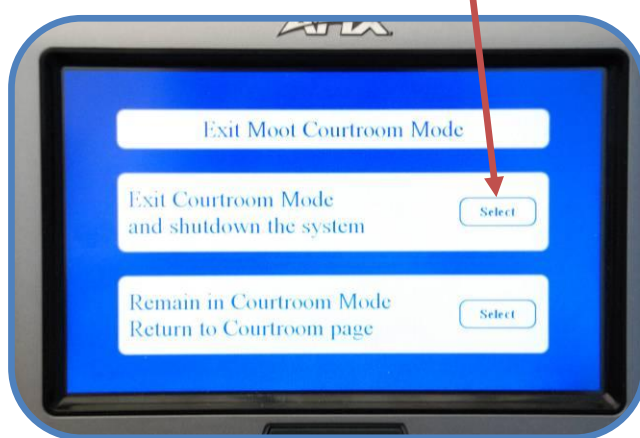 AMX
Exit Moot Courtroom Mode
Exit Courtroom Mode
and shutdown the system
Select
Remain in Courtroom Mode
Return to Courtroom page
Select